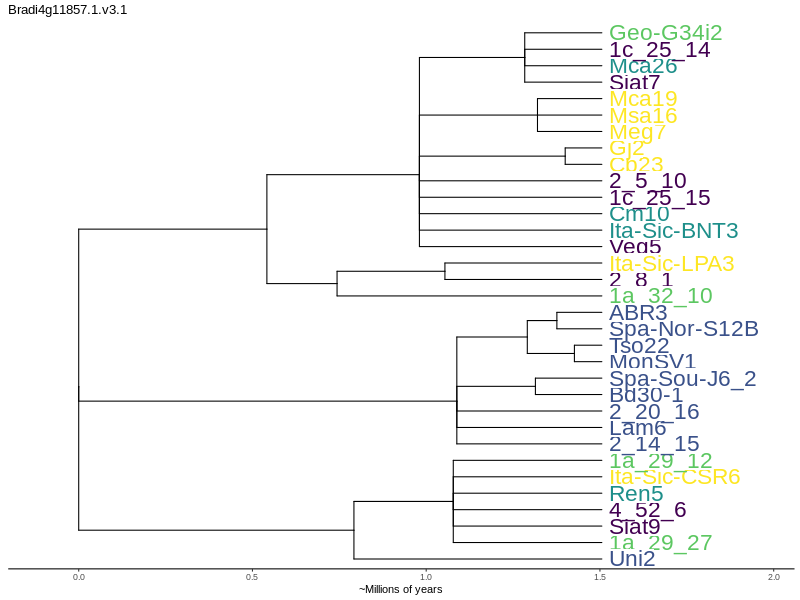 Bradi4g11857.1.v3.1
Geo-G34i2
1c_25_14
Mca26
Siat7
Mca19
Msa16
Meg7
Gj2
Cb23
2_5_10
1c_25_15
Cm10
Ita-Sic-BNT3
Veg5
Ita-Sic-LPA3
2_8_1
1a_32_10
ABR3
Spa-Nor-S12B
Tso22
MonSV1
Spa-Sou-J6_2
Bd30-1
2_20_16
Lam6
2_14_15
1a_29_12
Ita-Sic-CSR6
Ren5
4_52_6
Siat9
1a_29_27
Uni2
0.0 0.5 1.0 1.5 2.0
~Millions of years